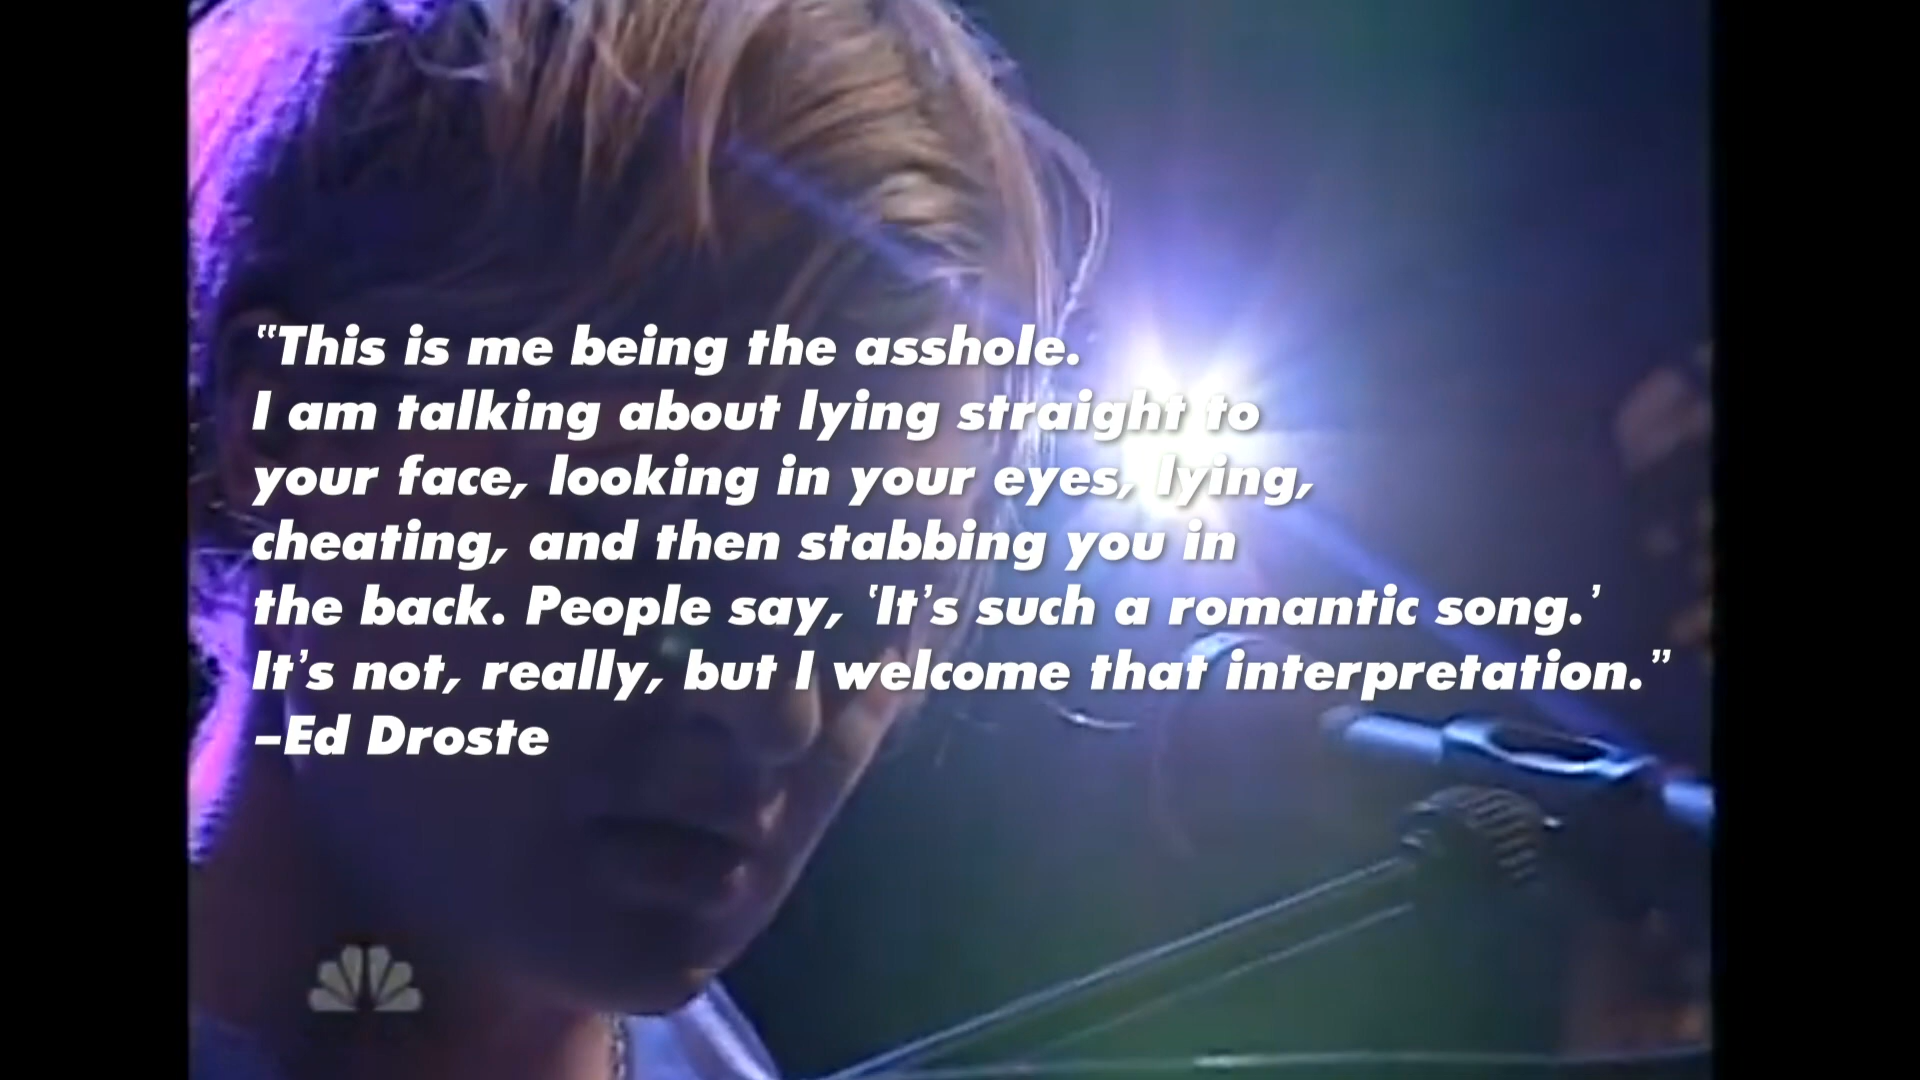 “This is me being the asshole.
I am talking about lying straight to
your face, looking in your eyes, lying,
cheating, and then stabbing you in
the back. People say, ‘It’s such a romantic song.’
It’s not, really, but I welcome that interpretation.”
–Ed Droste